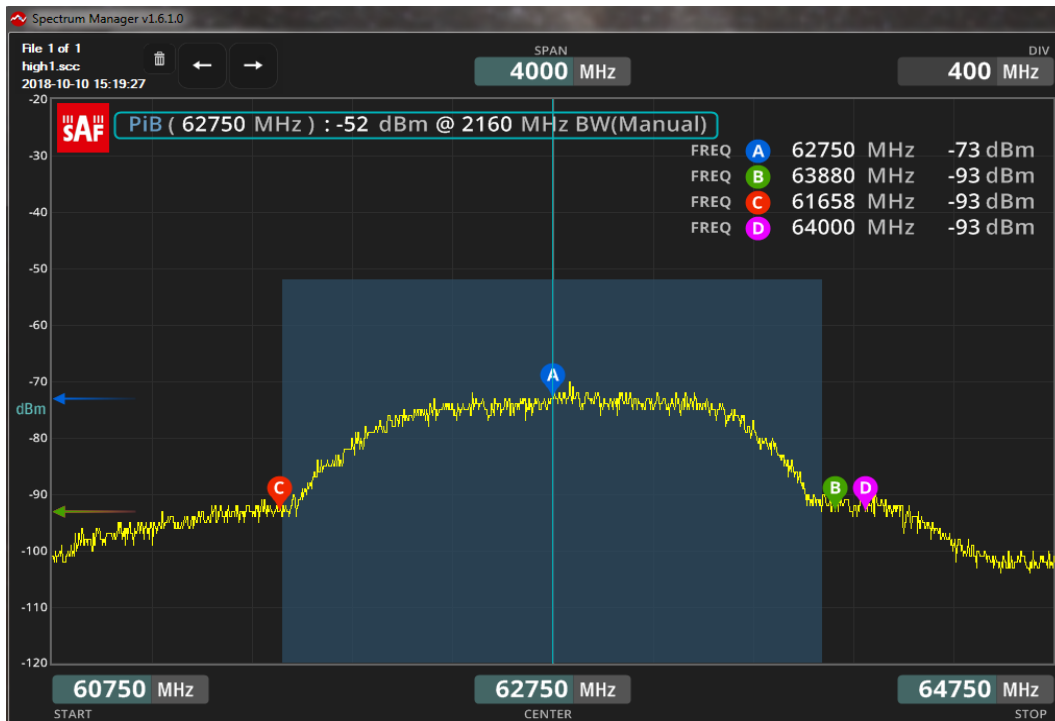 Spectrum Manager v1.6.1.0
File 1 of 1
high1.scc
2018-10-10 15:19:27
SPAN
4000 MHz
DIV
400 MHz
SAF
PiB ( 62750 MHz ) : -52 dBm @ 2160 MHz BW(Manual)
FREQ A 62750 MHz -73 dBm
FREQ B 63880 MHz -93 dBm
FREQ C 61658 MHz -93 dBm
FREQ D 64000 MHz -93 dBm
-20
-30
-40
-50
-60
-70
dBm
-80
-90
-100
-110
-120
A
C
B
D
60750 MHz
START
62750 MHz
CENTER
64750 MHz
STOP